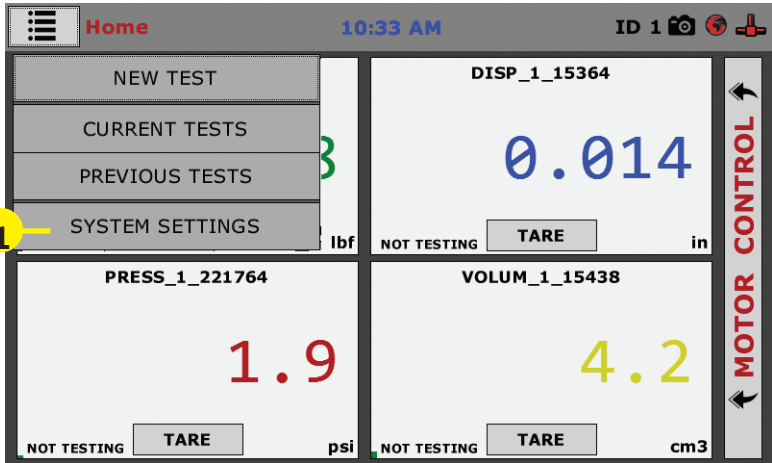 Home 10:33 AM ID 1
NEW TEST
CURRENT TESTS
PREVIOUS TESTS
SYSTEM SETTINGS
1
lbf
DISP_1_15364
0.014
NOT TESTING TARE in
PRESS_1_221764
1.9
NOT TESTING TARE psi
VOLUM_1_15438
4.2
NOT TESTING TARE cm3
MOTOR CONTROL